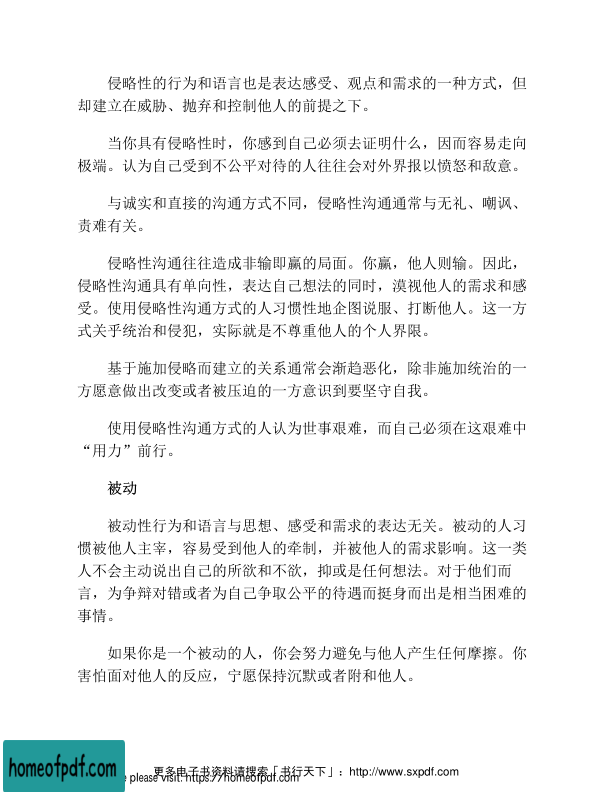 侵略性的行为和语言也是表达感受、观点和需求的一种方式，但
却建立在威胁、抛弃和控制他人的前提之下。
当你具有侵略性时，你感到自己必须去证明什么，因而容易走向
极端。认为自己受到不公平对待的人往往会对外界报以愤怒和敌意。
与诚实和直接的沟通方式不同，侵略性沟通通常与无礼、嘲讽、
责难有关。
侵略性沟通往往造成非输即赢的局面。你赢，他人则输。因此，
侵略性沟通具有单向性，表达自己想法的同时，漠视他人的需求和感
受。使用侵略性沟通方式的人习惯性地企图说服、打断他人。这一方
式关乎统治和侵犯，实际就是不尊重他人的个人界限。
基于施加侵略而建立的关系通常会渐趋恶化，除非施加统治的一
方愿意做出改变或者被压迫的一方意识到要坚守自我。
使用侵略性沟通方式的人认为世事艰难，而自己必须在这艰难中
“用力”前行。
被动
被动性行为和语言与思想、感受和需求的表达无关。被动的人习
惯被他人主宰，容易受到他人的牵制，并被他人的需求影响。这一类
人不会主动说出自己的所欲和不欲，抑或是任何想法。对于他们而
言，为争辩对错或者为自己争取公平的待遇而挺身而出是相当困难的
事情。
如果你是一个被动的人，你会努力避免与他人产生任何摩擦。你
害怕面对他人的反应，宁愿保持沉默或者附和他人。
更多电子书资料请搜索「书行天下」：http://www.sxpdf.com
please visit: https://homeofpdf.com
homeofpdf.com